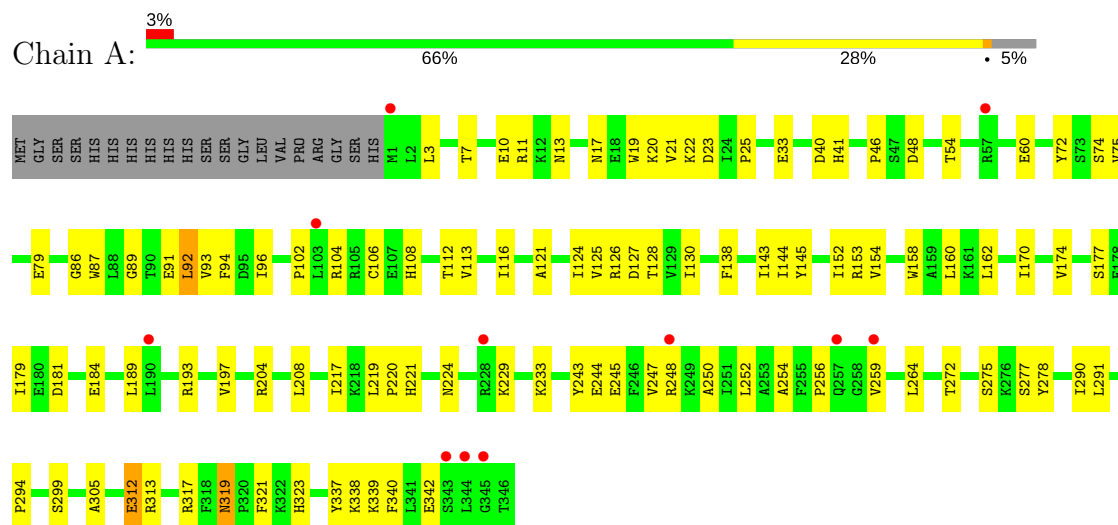 3%
Chain A:
66% 28% • 5%
MET GLY SER SER HIS HIS HIS HIS HIS HIS HIS SER SER GLY LEU VAL PRO ARG GLY SER HIS M1 L2 L3 T7 E10 R11 K12 N13 N17 E18 W19 K20 V21 K22 D23 I24 P25 E33 D40 H41 P46 S47 D48 T54 R57 E60 Y72 S73 S74 V75
E79 G86 W87 L88 G89 T90 E91 L92 V93 F94 D95 I96 P102 L103 R104 R105 C106 E107 H108 T112 V113 I116 A121 I124 V125 R126 D127 T128 V129 I130 F138 I143 I144 Y145 I152 R153 V154 W158 A159 L160 K161 L162 I170 V174 S177 E178
I179 E180 D181 E184 L189 L190 R193 V197 R204 L208 I217 K218 L219 P220 H221 N224 R228 K229 K233 Y243 E244 E245 F246 V247 R248 K249 A250 I251 L252 A253 A254 F255 P256 Q257 G258 V259 L264 T272 S275 K276 S277 Y278 I290 L291
P294 S299 A305 E312 R313 R317 F318 N319 P320 F321 K322 H323 Y337 K338 K339 F340 L341 E342 S343 L344 G345 T346